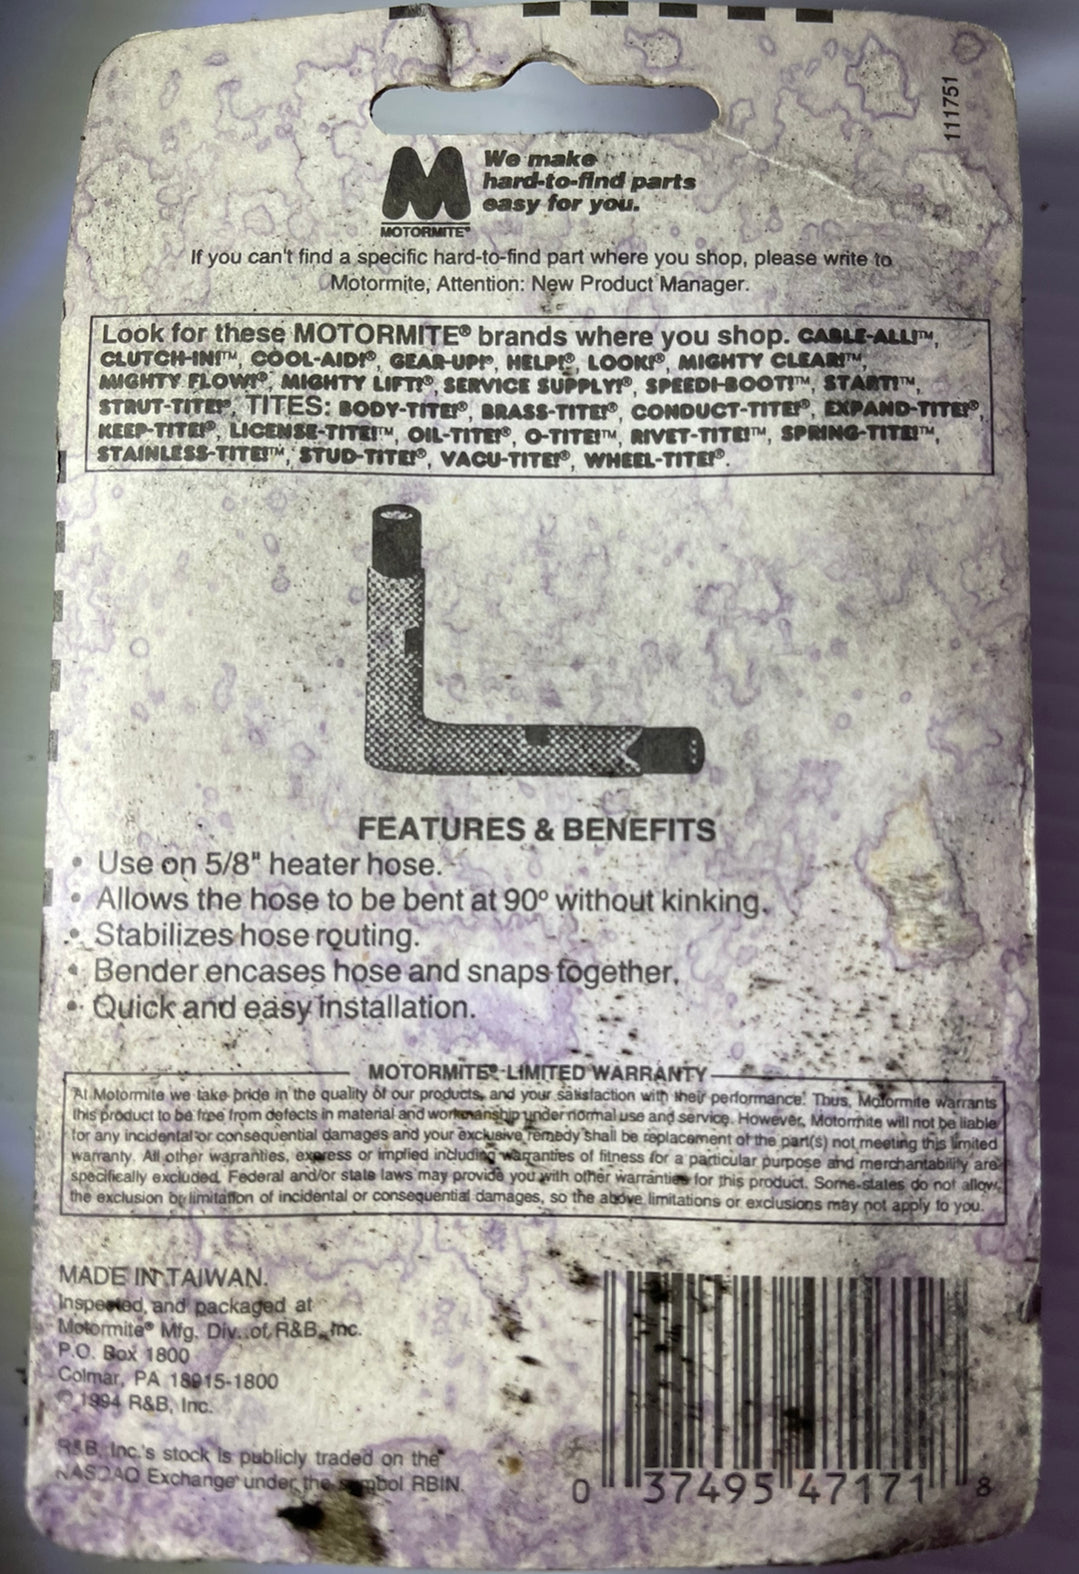 111751
We make
hard-to-find parts
easy for you.
MOTORMITE®
If you can't find a specific hard-to-find part where you shop, please write to
Motormite, Attention: New Product Manager.
Look for these MOTORMITE® brands where you shop. CABLE-ALL!™,
CLUTCH-IN!™, COOL-AID!®, GEAR-UP!®, HELP!®, LOOK!®, MIGHTY CLEAR!™,
MIGHTY FLOW!®, MIGHTY LIFT!®, SERVICE SUPPLY!®, SPEEDI-BOOT!™, START!™,
STRUT-TITE!®, TITES: BODY-TITE!®, BRASS-TITE!®, CONDUCT-TITE!®, EXPAND-TITE!®,
KEEP-TITE!®, LICENSE-TITE!™, OIL-TITE!®, O-TITE!™, RIVET-TITE!™, SPRING-TITE!™,
STAINLESS-TITE!™, STUD-TITE!®, VACU-TITE!®, WHEEL-TITE!®.
FEATURES & BENEFITS
• Use on 5/8" heater hose.
• Allows the hose to be bent at 90° without kinking.
• Stabilizes hose routing.
• Bender encases hose and snaps together.
• Quick and easy installation.
MOTORMITE® LIMITED WARRANTY
At Motormite we take pride in the quality of our products, and your satisfaction with their performance. Thus, Motormite warrants
this product to be free from defects in material and workmanship under normal use and service. However, Motormite will not be liable
for any incidental or consequential damages and your exclusive remedy shall be replacement of the part(s) not meeting this limited
warranty. All other warranties, express or implied including warranties of fitness for a particular purpose and merchantability are
specifically excluded. Federal and/or state laws may provide you with other warranties for this product. Some states do not allow
the exclusion or limitation of incidental or consequential damages, so the above limitations or exclusions may not apply to you.
MADE IN TAIWAN.
Inspected and packaged at
Motormite® Mfg. Div. of R&B, Inc.
P.O. Box 1800
Colmar, PA 18915-1800
© 1994 R&B, Inc.
R&B, Inc.'s stock is publicly traded on the
NASDAQ Exchange under the symbol RBIN.
0 37495 47171 8